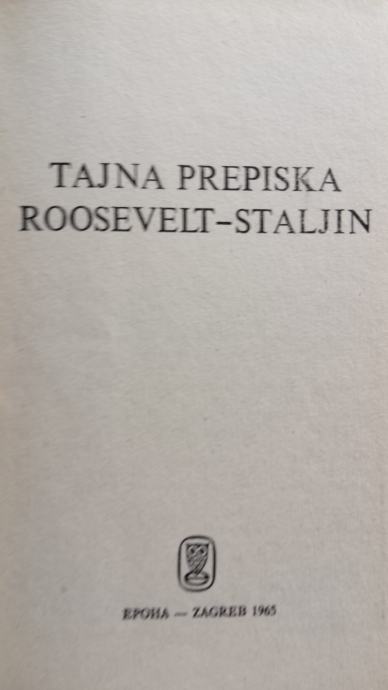 TAJNA PREPISKA
ROOSEVELT-STALJIN
EPOHA — ZAGREB 1965